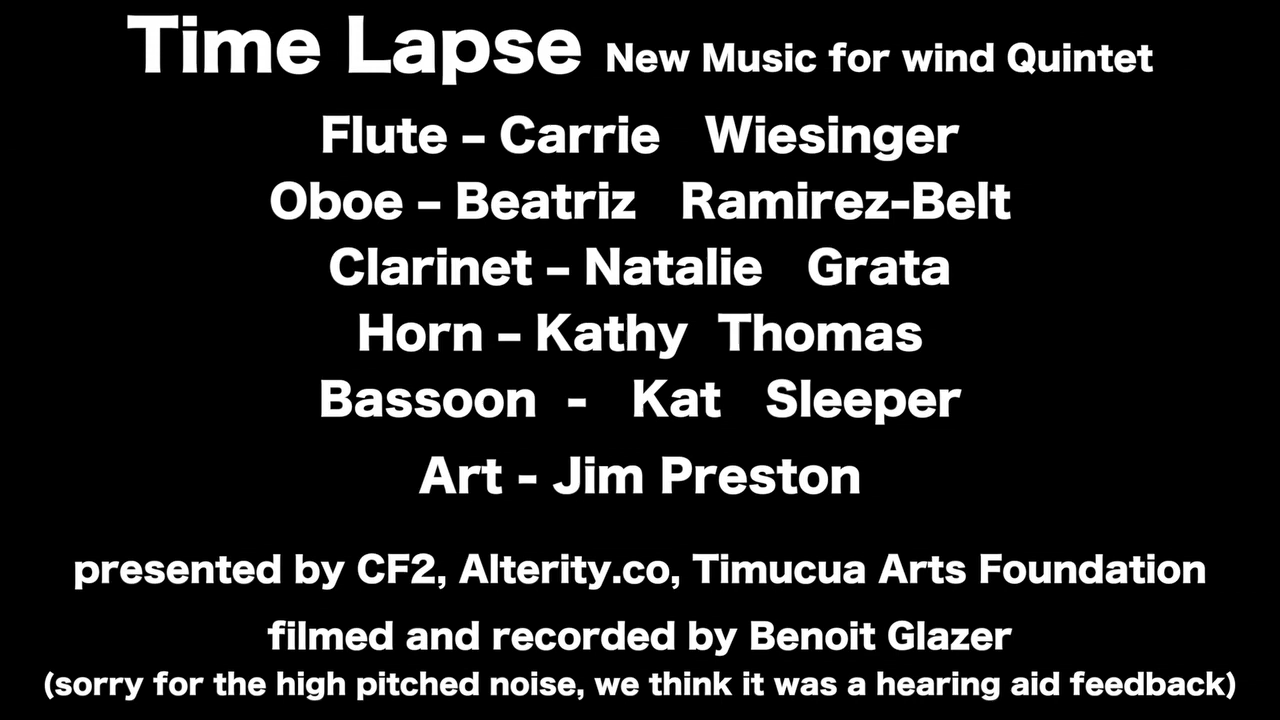 Time Lapse New Music for wind Quintet
Flute – Carrie Wiesinger
Oboe – Beatriz Ramirez-Belt
Clarinet – Natalie Grata
Horn – Kathy Thomas
Bassoon - Kat Sleeper
Art - Jim Preston
presented by CF2, Alterity.co, Timucua Arts Foundation
filmed and recorded by Benoit Glazer
(sorry for the high pitched noise, we think it was a hearing aid feedback)